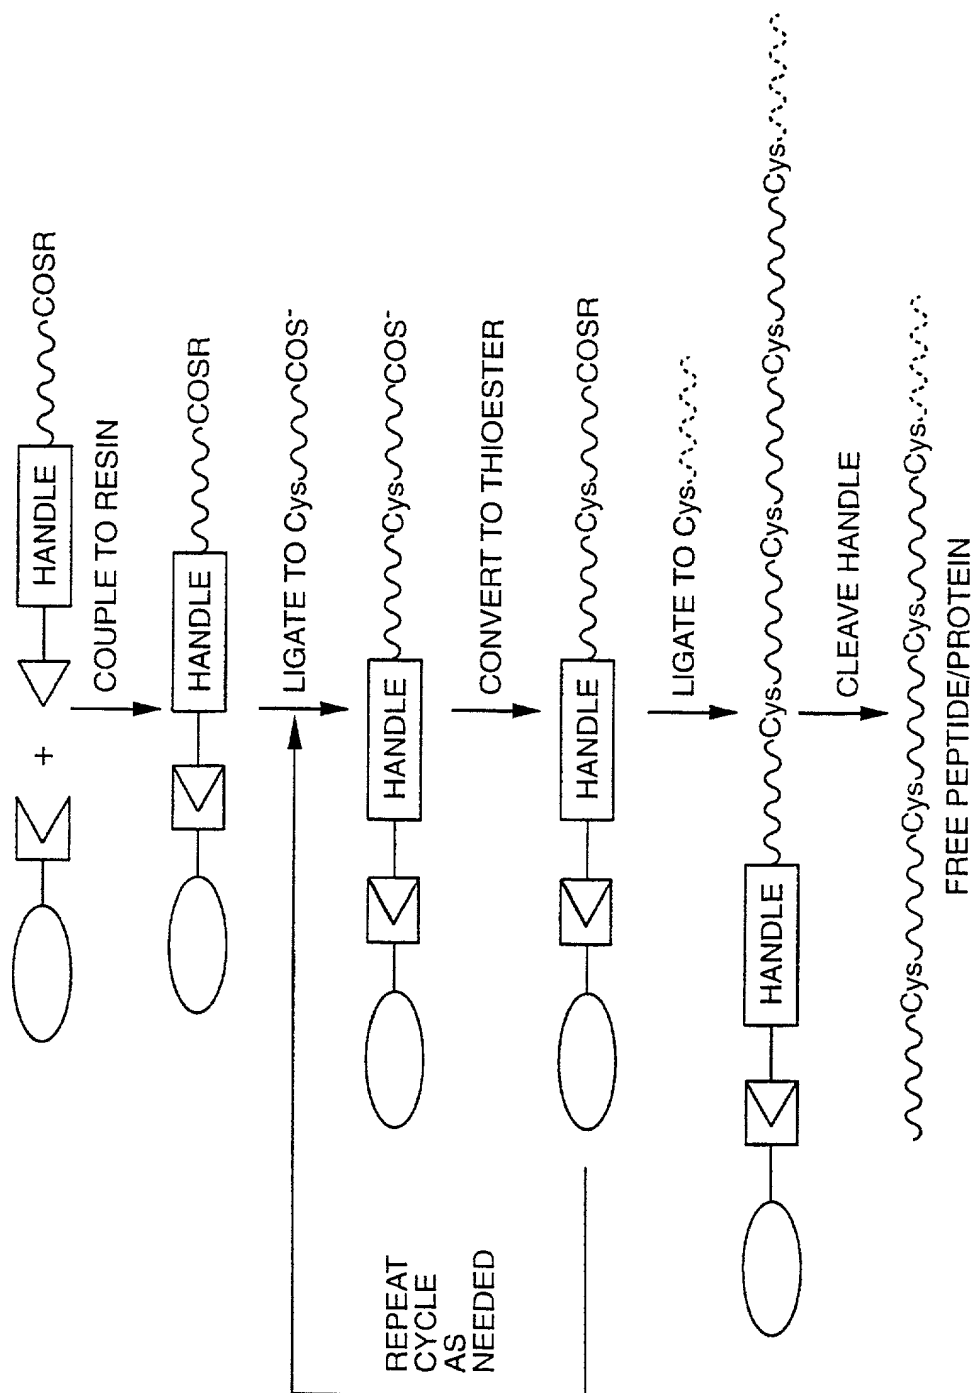 + HANDLE COSR
COUPLE TO RESIN
HANDLE COSR
LIGATE TO Cys COS-
HANDLE Cys COS-
CONVERT TO THIOESTER
HANDLE Cys COSR
REPEAT
CYCLE
AS
NEEDED
LIGATE TO Cys
HANDLE Cys Cys Cys Cys
CLEAVE HANDLE
Cys Cys Cys Cys
FREE PEPTIDE/PROTEIN